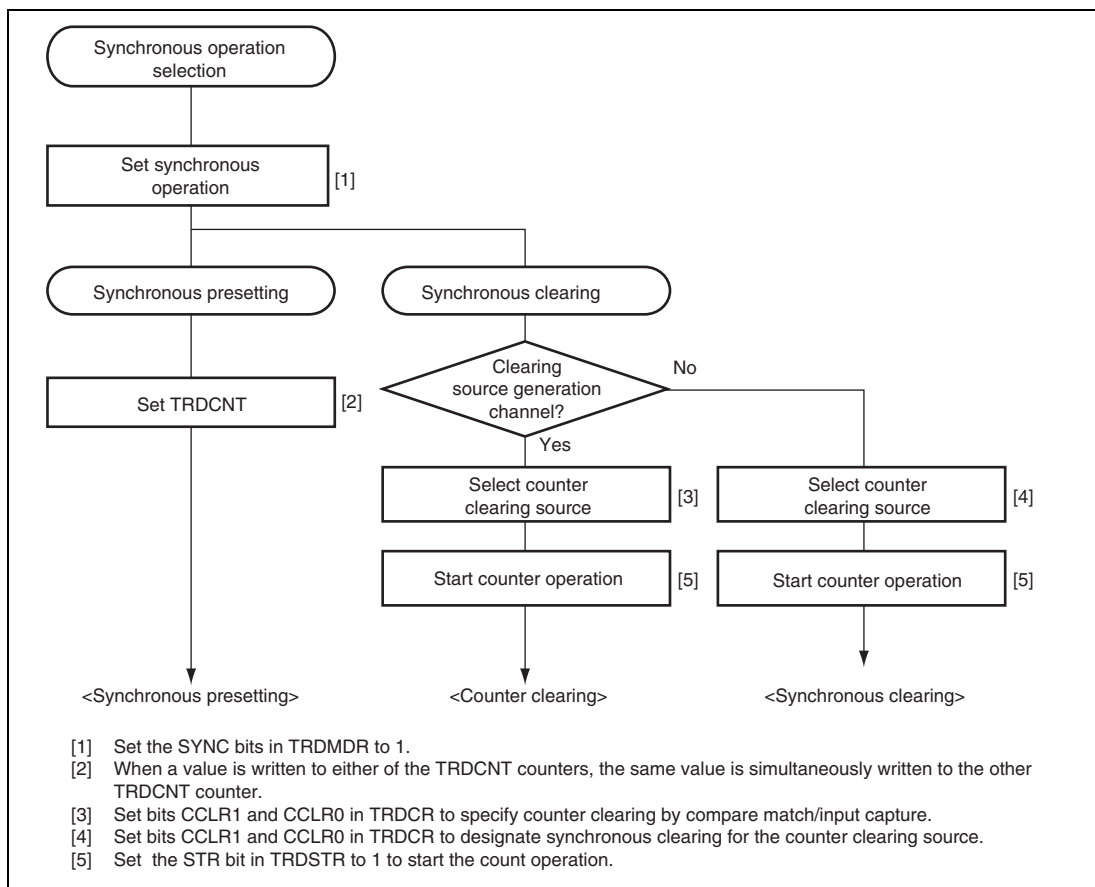 Synchronous operation
selection
Set synchronous
operation
[1]
Synchronous presetting
Synchronous clearing
Set TRDCNT
[2]
Clearing
source generation
channel?
No
Yes
Select counter
clearing source
[3]
Select counter
clearing source
[4]
Start counter operation
[5]
Start counter operation
[5]
<Synchronous presetting>
<Counter clearing>
<Synchronous clearing>
[1] Set the SYNC bits in TRDMDR to 1.
[2] When a value is written to either of the TRDCNT counters, the same value is simultaneously written to the other
TRDCNT counter.
[3] Set bits CCLR1 and CCLR0 in TRDCR to specify counter clearing by compare match/input capture.
[4] Set bits CCLR1 and CCLR0 in TRDCR to designate synchronous clearing for the counter clearing source.
[5] Set the STR bit in TRDSTR to 1 to start the count operation.